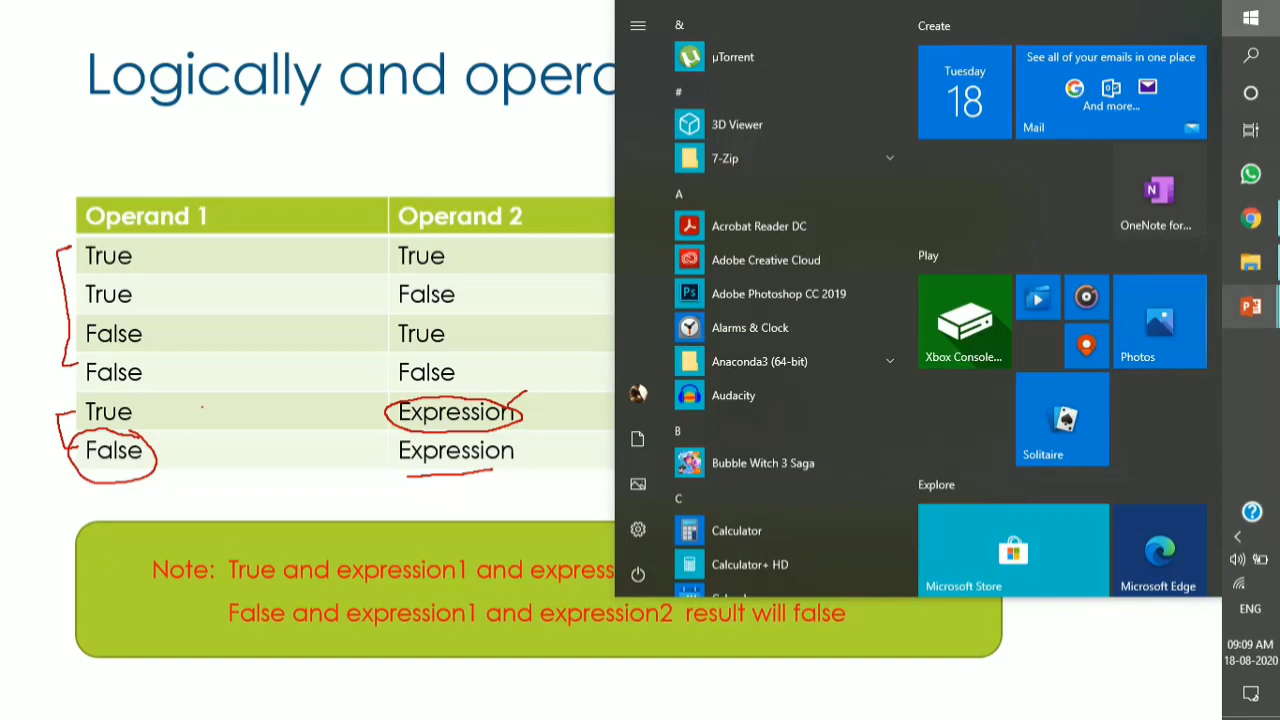 Logically and opera
Operand 1 Operand 2
True True
True False
False True
False False
True Expression
False Expression
Note: True and expression1 and express
False and expression1 and expression2 result will false
&
µTorrent
#
3D Viewer
7-Zip
A
Acrobat Reader DC
Adobe Creative Cloud
Adobe Photoshop CC 2019
Alarms & Clock
Anaconda3 (64-bit)
Audacity
B
Bubble Witch 3 Saga
C
Calculator
Calculator+ HD
Create
Tuesday
18
See all of your emails in one place
And more...
Mail
OneNote for...
Play
Xbox Console...
Photos
Solitaire
Explore
Microsoft Store
Microsoft Edge
ENG
09:09 AM
18-08-2020